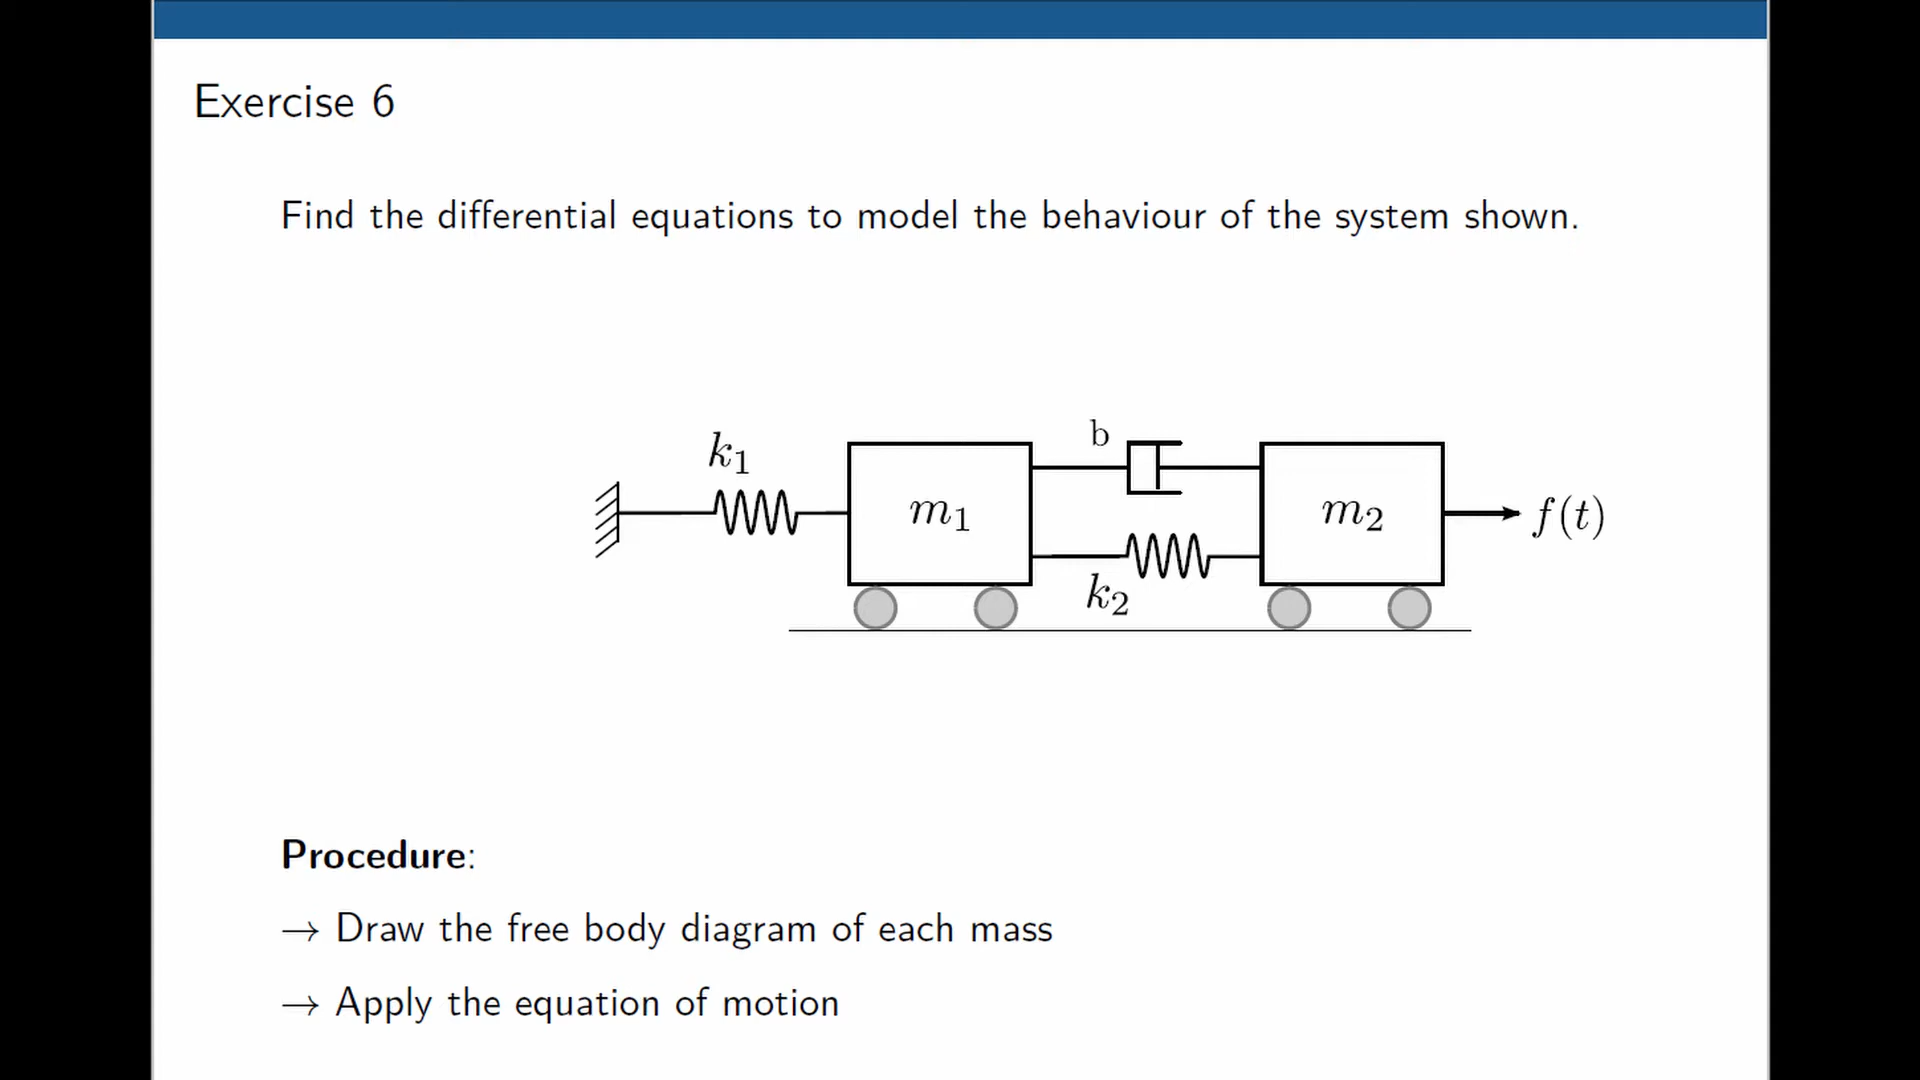 Exercise 6
Find the differential equations to model the behaviour of the system shown.
b
k₁
m₁
m₂
f(t)
k₂
Procedure:
→ Draw the free body diagram of each mass
→ Apply the equation of motion